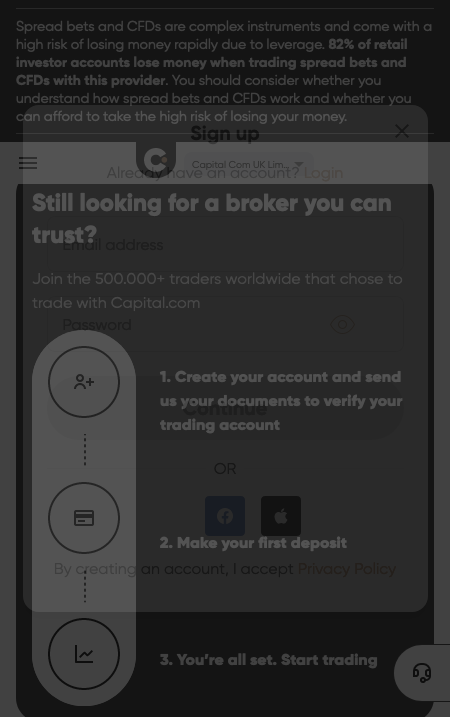 Spread bets and CFDs are complex instruments and come with a
high risk of losing money rapidly due to leverage. 82% of retail
investor accounts lose money when trading spread bets and
CFDs with this provider. You should consider whether you
understand how spread bets and CFDs work and whether you
can afford to take the high risk of losing your money.
Sign up
Capital Com UK Lim...
Already have an account? Login
Still looking for a broker you can
trust?
Email address
Join the 500.000+ traders worldwide that chose to
trade with Capital.com
Password
1. Create your account and send
us your documents to verify your
trading account
Continue
OR
2. Make your first deposit
By creating an account, I accept Privacy Policy
3. You're all set. Start trading